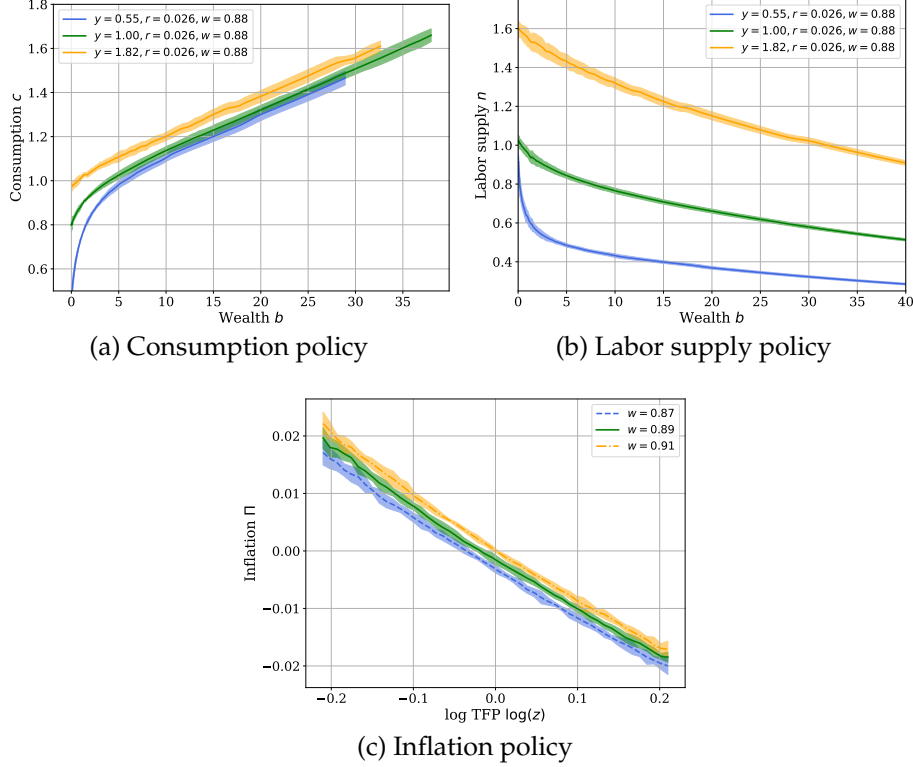 y = 0.55, r = 0.026, w = 0.88
y = 1.00, r = 0.026, w = 0.88
y = 1.82, r = 0.026, w = 0.88
Consumption c
1.8
1.6
1.4
1.2
1.0
0.8
0.6
0 5 10 15 20 25 30 35
Wealth b
(a) Consumption policy
y = 0.55, r = 0.026, w = 0.88
y = 1.00, r = 0.026, w = 0.88
y = 1.82, r = 0.026, w = 0.88
Labor supply n
1.6
1.4
1.2
1.0
0.8
0.6
0.4
0 5 10 15 20 25 30 35 40
Wealth b
(b) Labor supply policy
w = 0.87
w = 0.89
w = 0.91
Inflation Π
0.02
0.01
0.00
−0.01
−0.02
−0.2 −0.1 0.0 0.1 0.2
log TFP log(z)
(c) Inflation policy